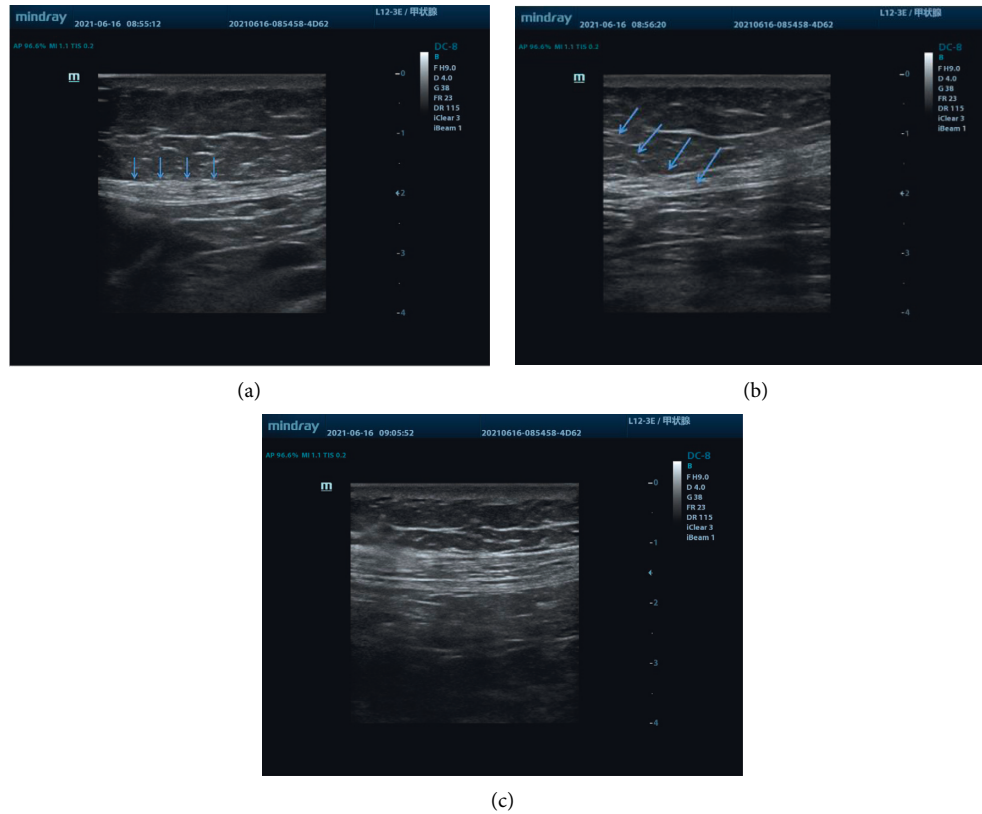 mindray
2021-06-16 08:55:12
20210616-085458-4D62
L12-3E / 甲状腺
AP 96.6% MI 1.1 TIS 0.2
m
DC-8
B
F H9.0
D 4.0
G 38
FR 23
DR 115
iClear 3
iBeam 1
0
1
2
3
4
(a)
mindray
2021-06-16 08:56:20
20210616-085458-4D62
L12-3E / 甲状腺
AP 96.6% MI 1.1 TIS 0.2
m
DC-8
B
F H9.0
D 4.0
G 38
FR 23
DR 115
iClear 3
iBeam 1
0
1
2
3
4
(b)
mindray
2021-06-16 09:05:52
20210616-085458-4D62
L12-3E / 甲状腺
AP 96.6% MI 1.1 TIS 0.2
m
DC-8
B
F H9.0
D 4.0
G 38
FR 23
DR 115
iClear 3
iBeam 1
0
1
2
3
4
(c)